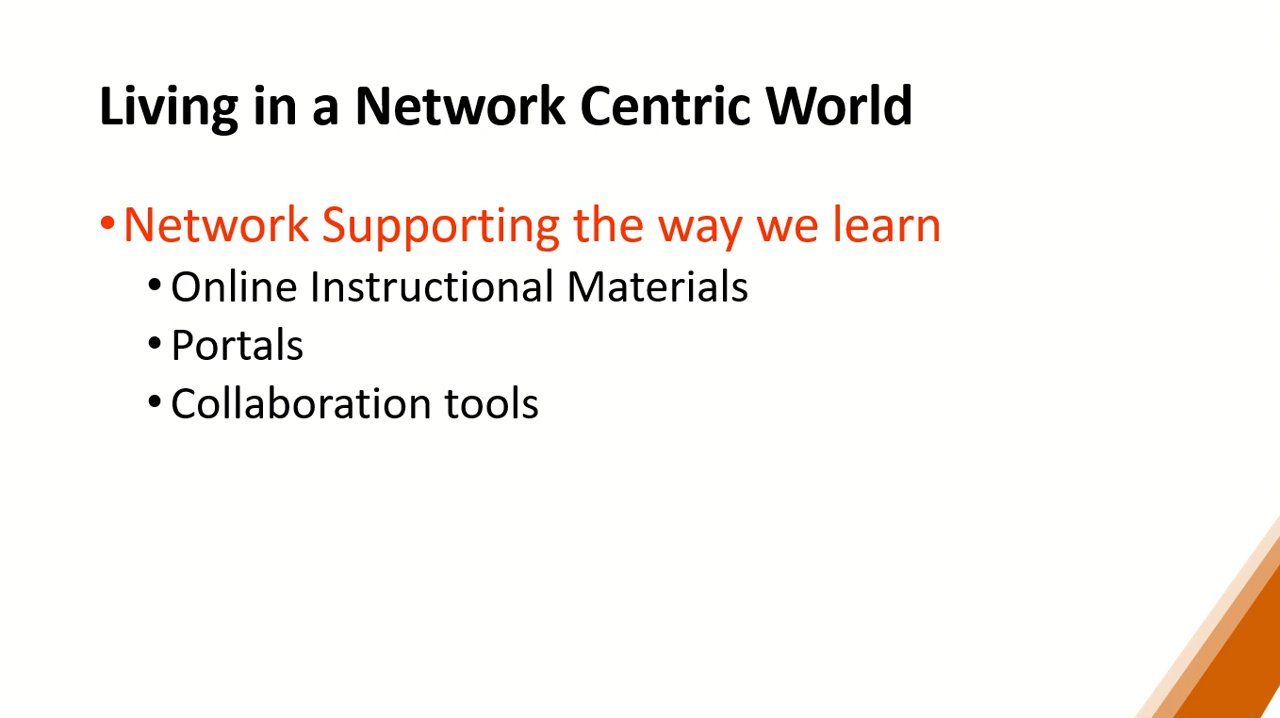 Living in a Network Centric World
•Network Supporting the way we learn
•Online Instructional Materials
•Portals
•Collaboration tools